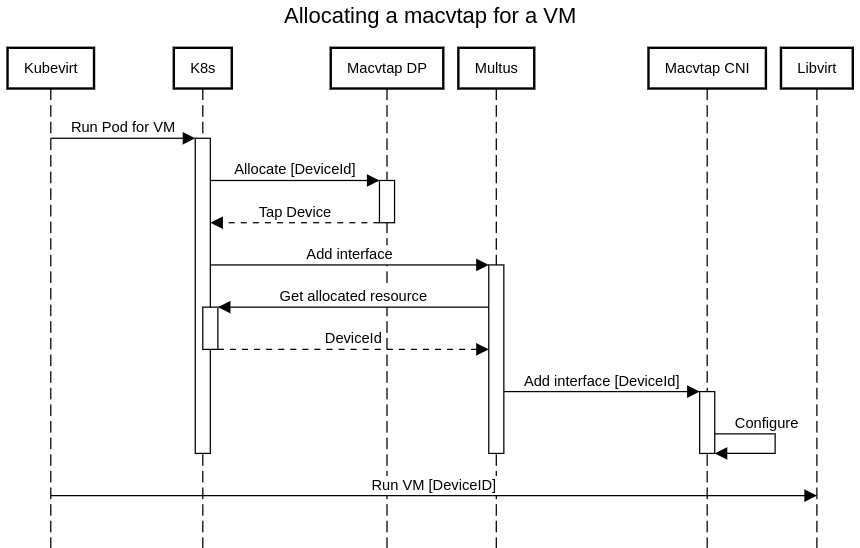 Allocating a macvtap for a VM
Kubevirt
K8s
Macvtap DP
Multus
Macvtap CNI
Libvirt
Run Pod for VM
Allocate [DeviceId]
Tap Device
Add interface
Get allocated resource
DeviceId
Add interface [DeviceId]
Configure
Run VM [DeviceID]